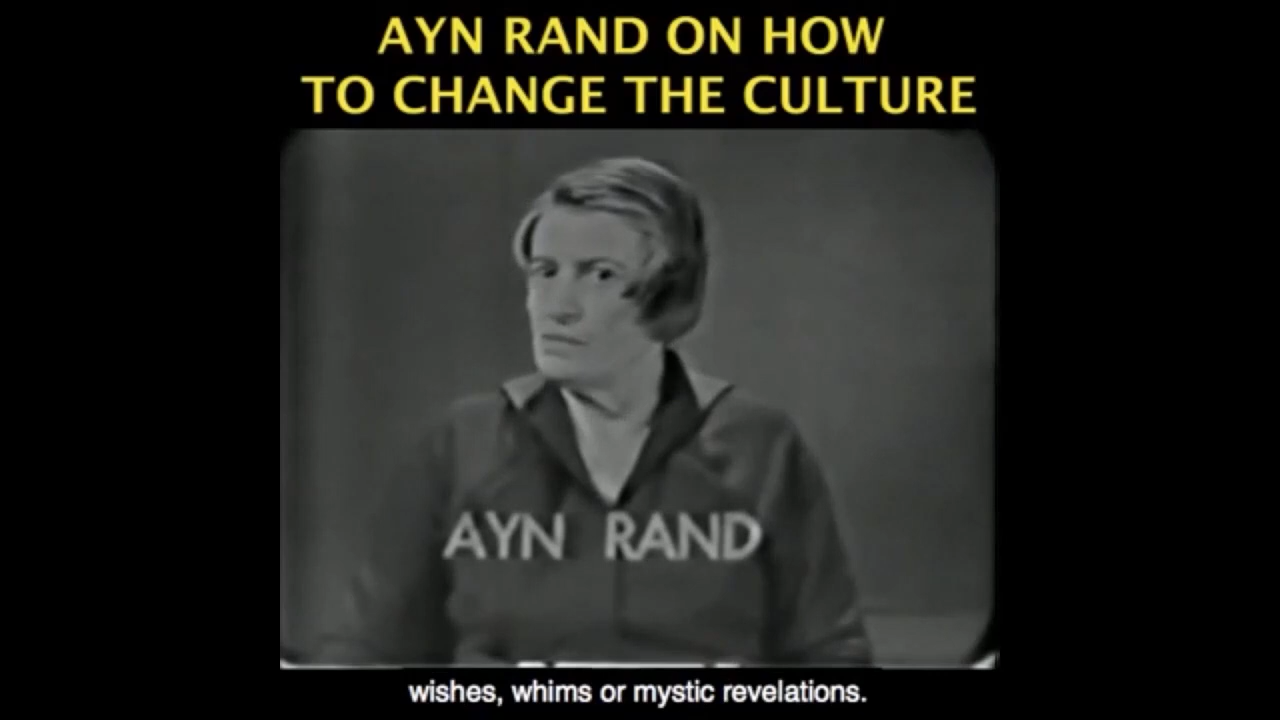 AYN RAND ON HOW
TO CHANGE THE CULTURE
AYN RAND
wishes, whims or mystic revelations.